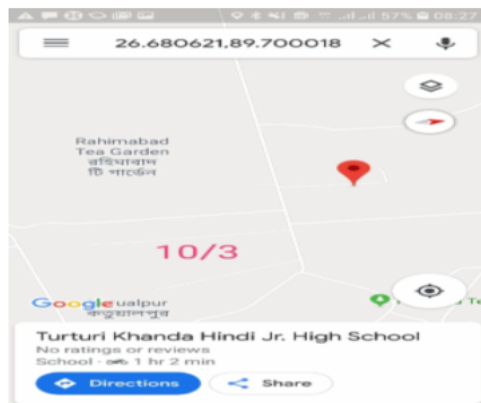 57% 08:27
26.680621,89.700018
Rahimabad
Tea Garden
রহিমাবাদ
টি গার্ডেন
10/3
Google
ualpur
Turturi Khanda Hindi Jr. High School
No ratings or reviews
School · 1 hr 2 min
Directions
Share